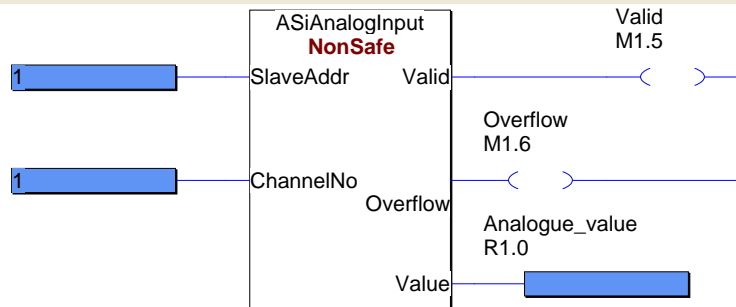 ASiAnalogInput
NonSafe
Valid
M1.5
1
SlaveAddr
Valid
Overflow
M1.6
1
ChannelNo
Overflow
Analogue_value
R1.0
Value